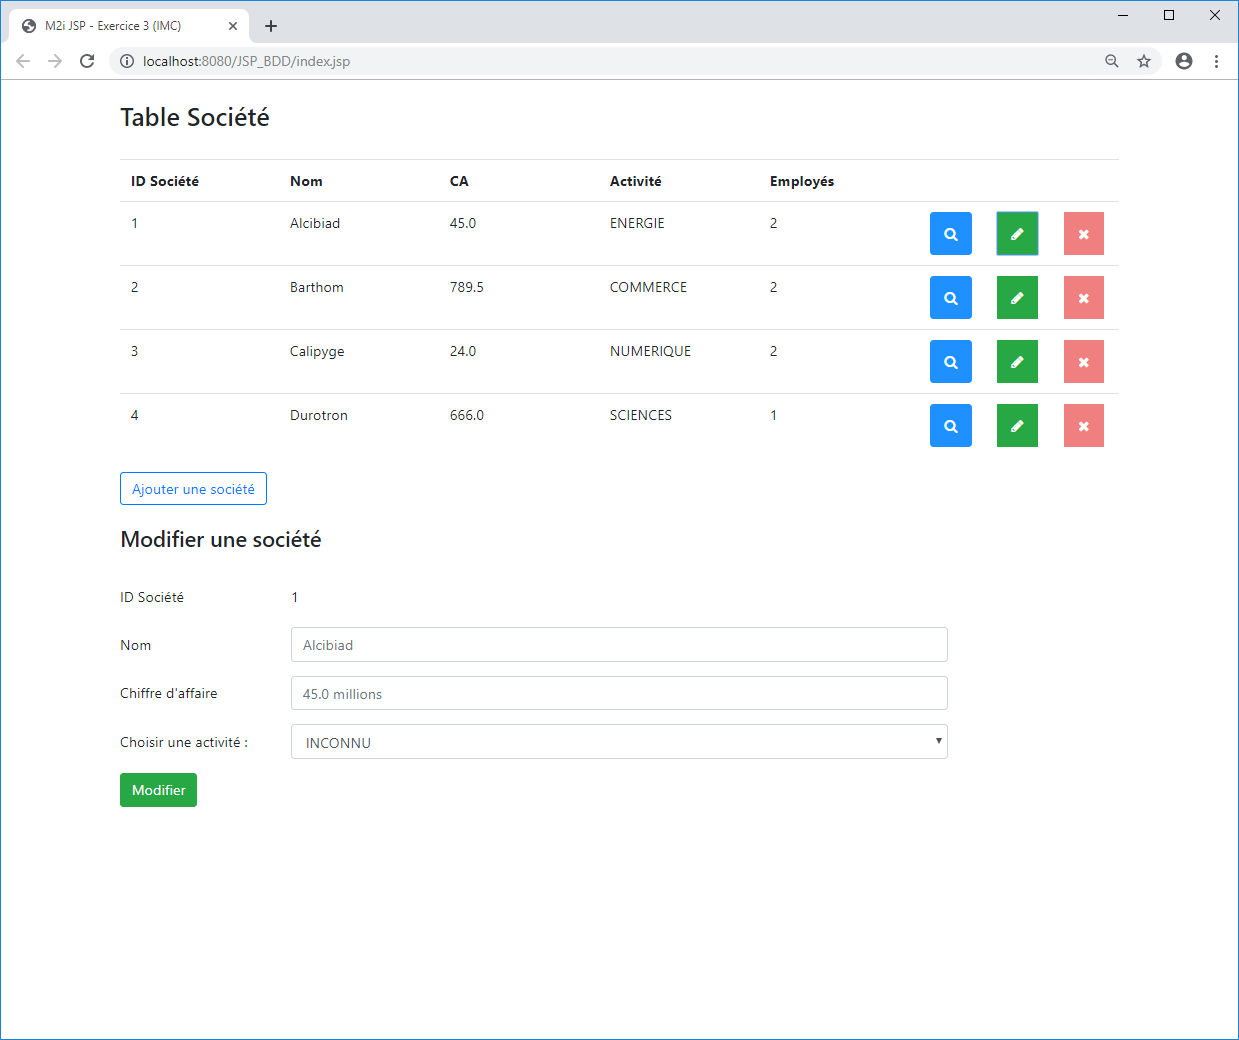 M2i JSP - Exercice 3 (IMC)
localhost:8080/JSP_BDD/index.jsp
Table Société
ID Société Nom CA Activité Employés
1 Alcibiad 45.0 ENERGIE 2
2 Barthom 789.5 COMMERCE 2
3 Calipyge 24.0 NUMERIQUE 2
4 Durotron 666.0 SCIENCES 1
Ajouter une société
Modifier une société
ID Société 1
Nom Alcibiad
Chiffre d'affaire 45.0 millions
Choisir une activité : INCONNU
Modifier